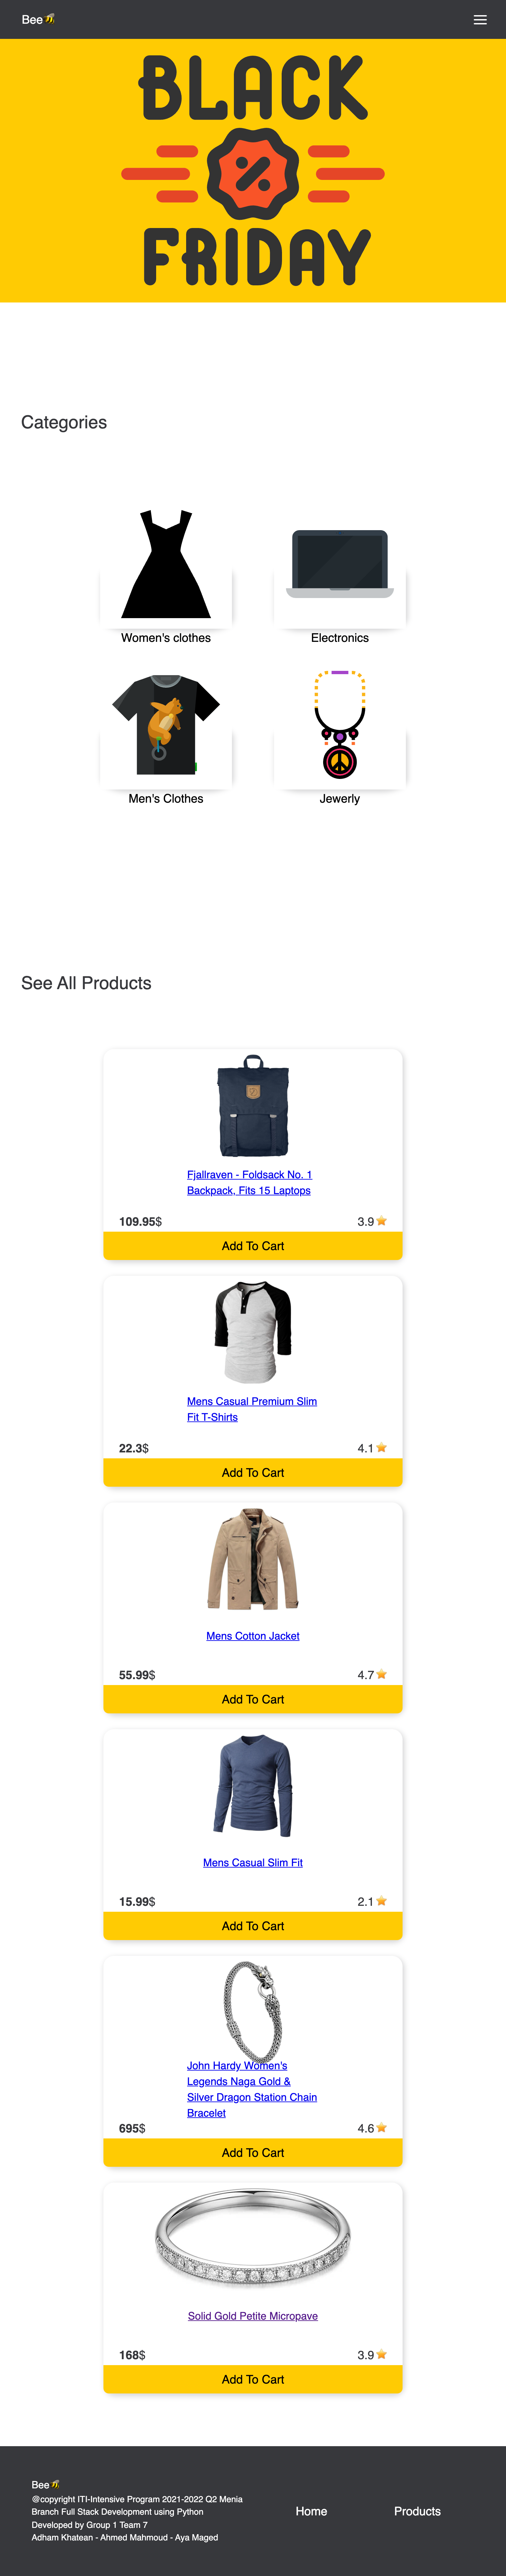 Bee
BLACK
%
FRIDAY
Categories
Women's clothes
Electronics
Men's Clothes
Jewerly
See All Products
Fjallraven - Foldsack No. 1
Backpack, Fits 15 Laptops
109.95$
3.9
Add To Cart
Mens Casual Premium Slim
Fit T-Shirts
22.3$
4.1
Add To Cart
Mens Cotton Jacket
55.99$
4.7
Add To Cart
Mens Casual Slim Fit
15.99$
2.1
Add To Cart
John Hardy Women's
Legends Naga Gold &
Silver Dragon Station Chain
Bracelet
695$
4.6
Add To Cart
Solid Gold Petite Micropave
168$
3.9
Add To Cart
Bee
@copyright ITI-Intensive Program 2021-2022 Q2 Menia
Branch Full Stack Development using Python
Developed by Group 1 Team 7
Adham Khatean - Ahmed Mahmoud - Aya Maged
Home
Products